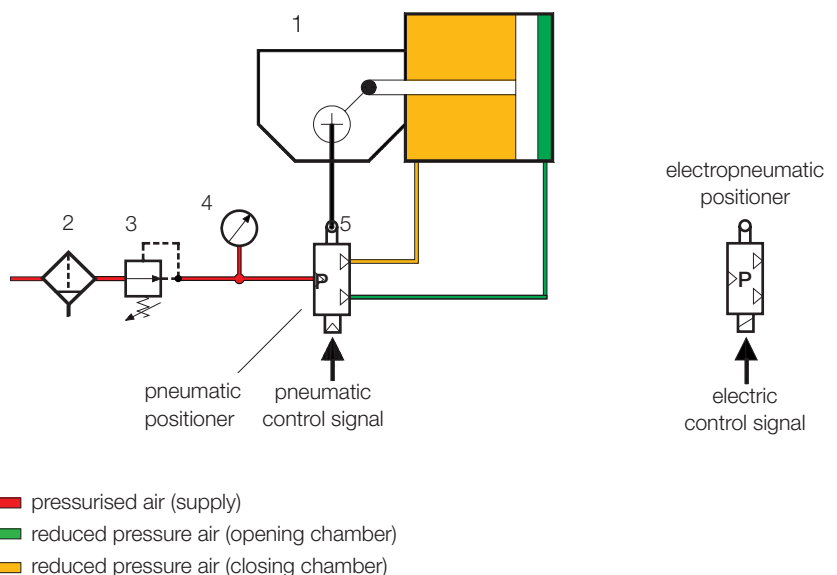 1
electropneumatic
positioner
2
3
4
5
P
P
pneumatic
positioner
pneumatic
control signal
electric
control signal
pressurised air (supply)
reduced pressure air (opening chamber)
reduced pressure air (closing chamber)